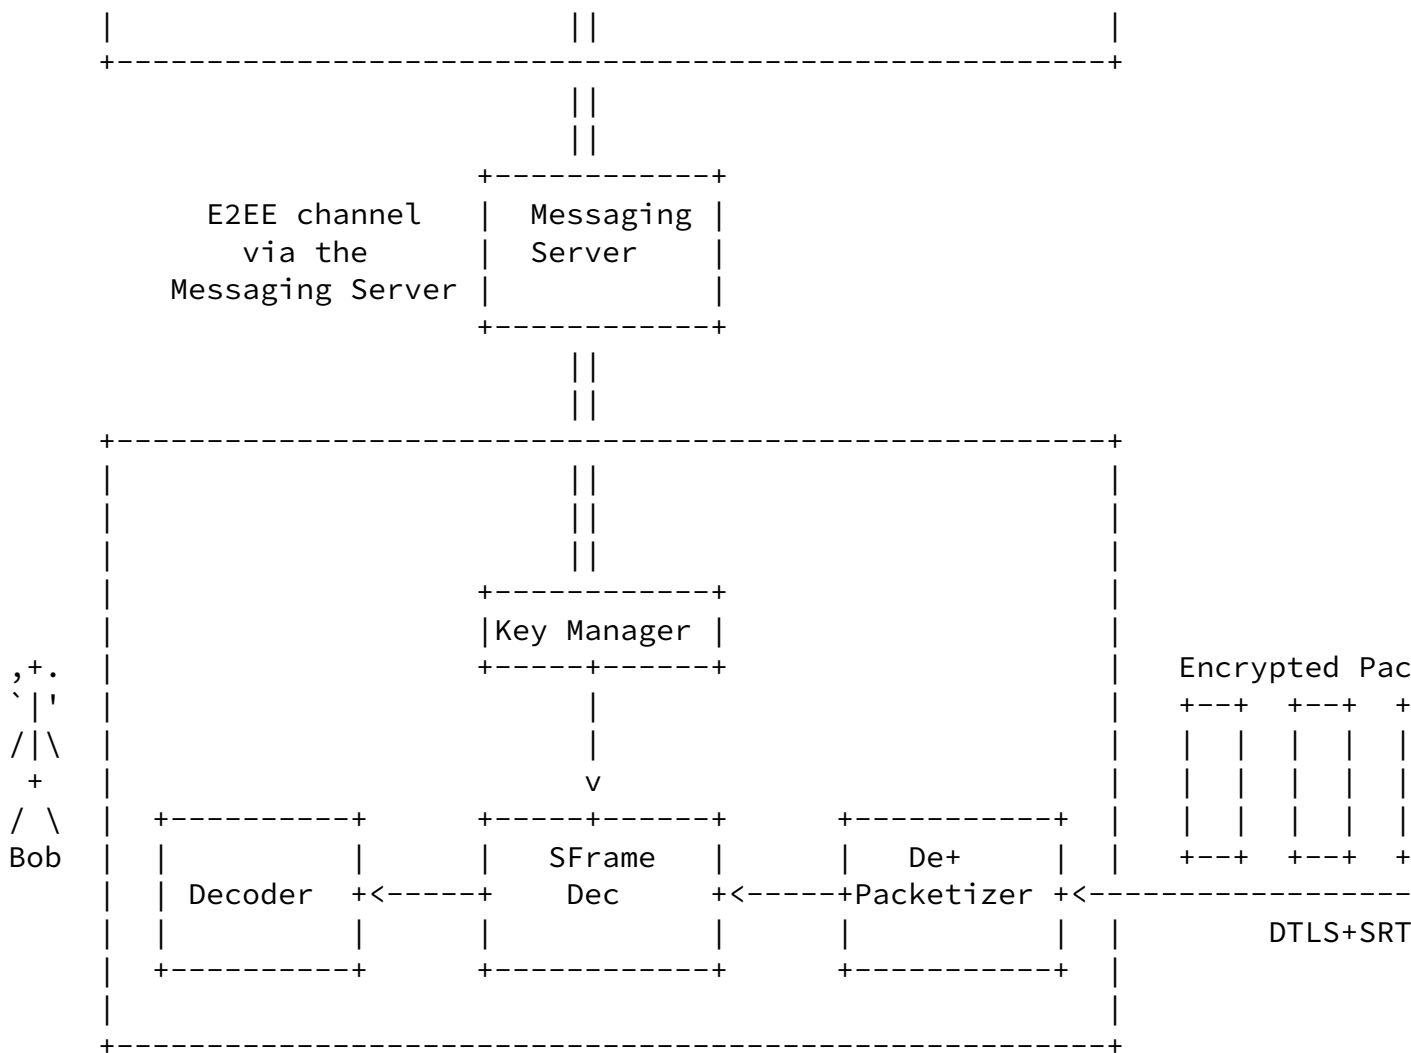 E2EE channel
via the
Messaging Server
Messaging
Server
Key Manager
Encrypted Pac
Bob
Decoder
SFrame
Dec
De+
Packetizer
DTLS+SRT